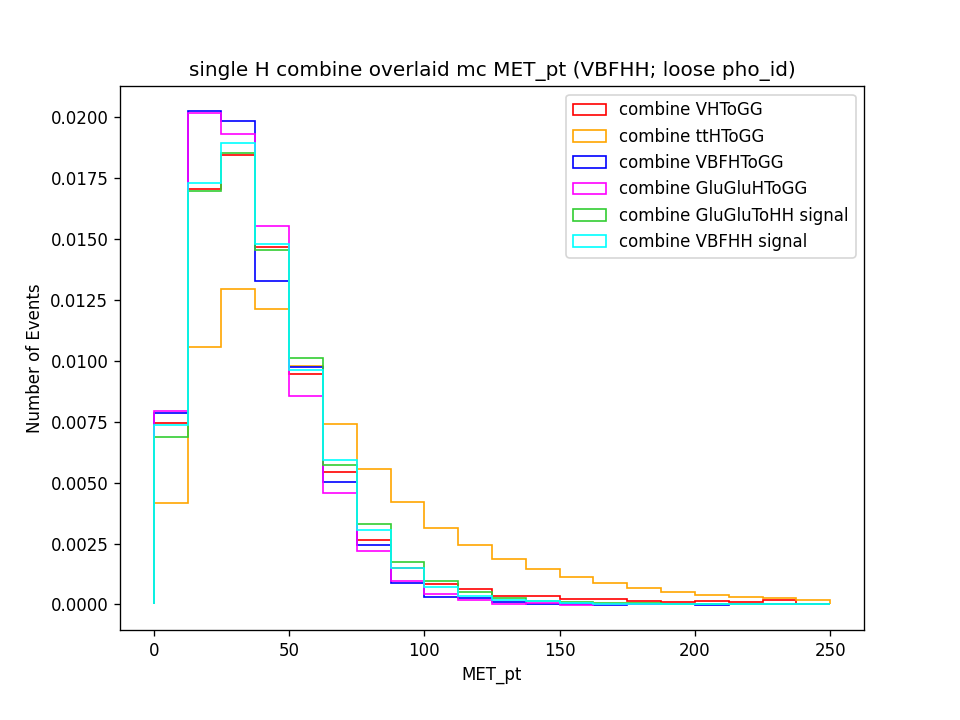 single H combine overlaid mc MET_pt (VBFHH; loose pho_id)
combine VHToGG
combine ttHToGG
combine VBFHToGG
combine GluGluHToGG
combine GluGluToHH signal
combine VBFHH signal
Number of Events
0.0200
0.0175
0.0150
0.0125
0.0100
0.0075
0.0050
0.0025
0.0000
0 50 100 150 200 250
MET_pt